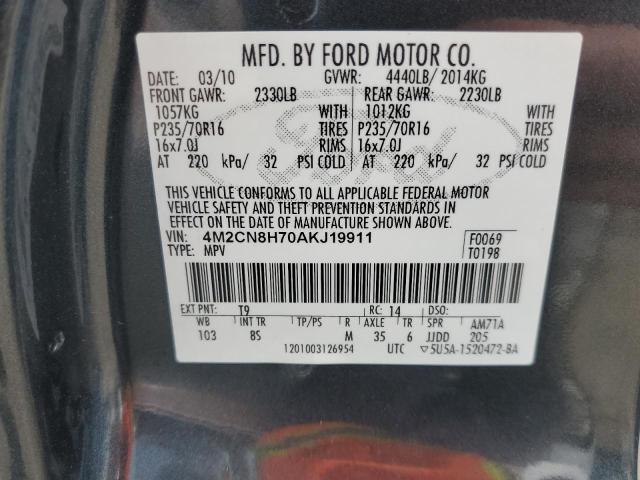 MFD. BY FORD MOTOR CO.
DATE: 03/10 GVWR: 4440LB/ 2014KG
FRONT GAWR: 2330LB REAR GAWR: 2230LB
1057KG WITH 1012KG WITH
P235/70R16 TIRES P235/70R16 TIRES
16x7.0J RIMS 16x7.0J RIMS
AT 220 kPa/ 32 PSI COLD AT 220 kPa/ 32 PSI COLD
Ford
THIS VEHICLE CONFORMS TO ALL APPLICABLE FEDERAL MOTOR
VEHICLE SAFETY AND THEFT PREVENTION STANDARDS IN
EFFECT ON THE DATE OF MANUFACTURE SHOWN ABOVE.
VIN: 4M2CN8H70AKJ19911 F0069
TYPE: MPV T0198
EXT PNT: T9 RC: 14 DSO:
WB INT TR TP/PS R AXLE TR SPR AM71A
103 8S M 35 6 JJDD 205
1201003126954 UTC ▽5U5A-1520472-BA